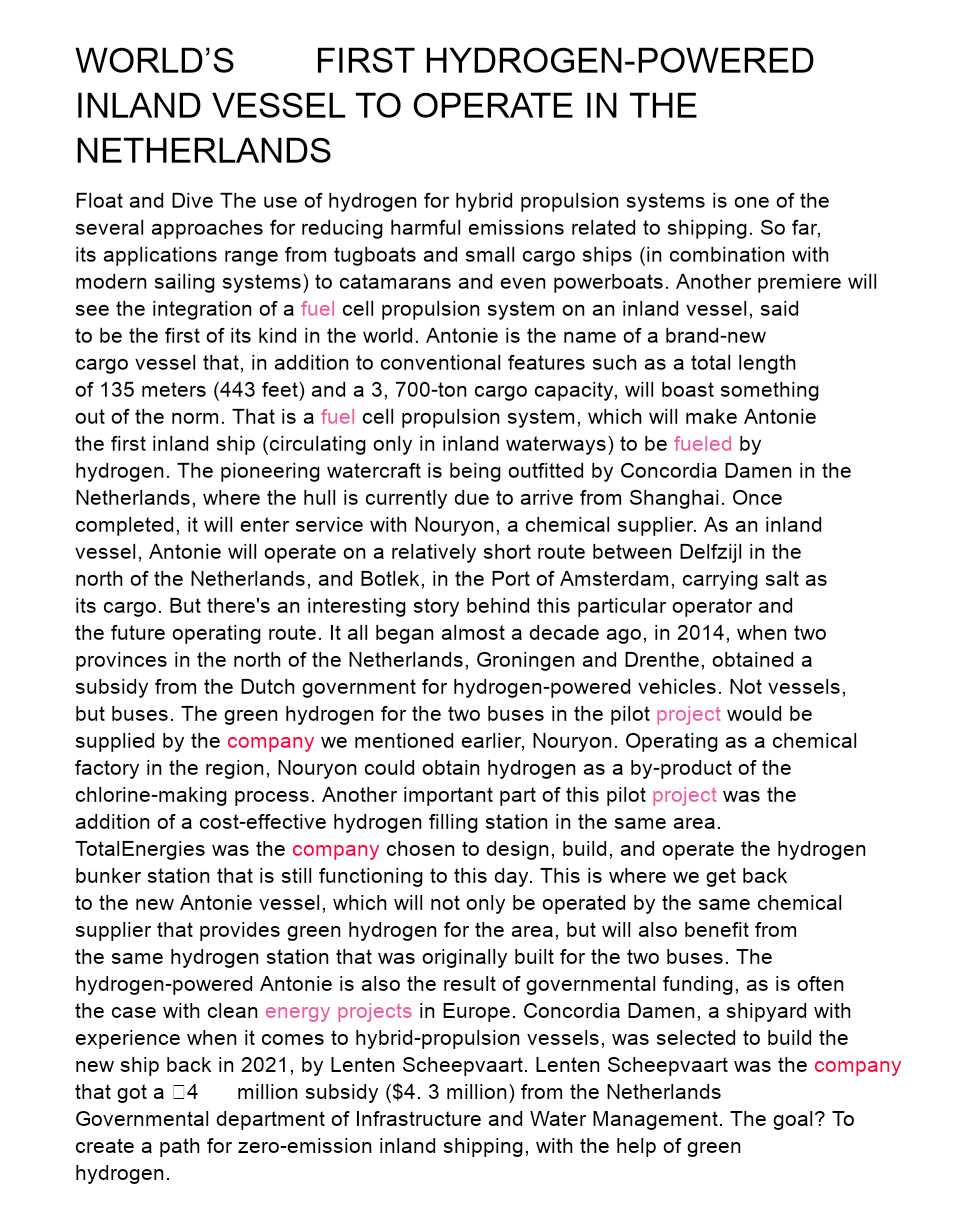 WORLD’S FIRST HYDROGEN-POWERED
INLAND VESSEL TO OPERATE IN THE
NETHERLANDS
Float and Dive The use of hydrogen for hybrid propulsion systems is one of the
several approaches for reducing harmful emissions related to shipping. So far,
its applications range from tugboats and small cargo ships (in combination with
modern sailing systems) to catamarans and even powerboats. Another premiere will
see the integration of a fuel cell propulsion system on an inland vessel, said
to be the first of its kind in the world. Antonie is the name of a brand-new
cargo vessel that, in addition to conventional features such as a total length
of 135 meters (443 feet) and a 3, 700-ton cargo capacity, will boast something
out of the norm. That is a fuel cell propulsion system, which will make Antonie
the first inland ship (circulating only in inland waterways) to be fueled by
hydrogen. The pioneering watercraft is being outfitted by Concordia Damen in the
Netherlands, where the hull is currently due to arrive from Shanghai. Once
completed, it will enter service with Nouryon, a chemical supplier. As an inland
vessel, Antonie will operate on a relatively short route between Delfzijl in the
north of the Netherlands, and Botlek, in the Port of Amsterdam, carrying salt as
its cargo. But there's an interesting story behind this particular operator and
the future operating route. It all began almost a decade ago, in 2014, when two
provinces in the north of the Netherlands, Groningen and Drenthe, obtained a
subsidy from the Dutch government for hydrogen-powered vehicles. Not vessels,
but buses. The green hydrogen for the two buses in the pilot project would be
supplied by the company we mentioned earlier, Nouryon. Operating as a chemical
factory in the region, Nouryon could obtain hydrogen as a by-product of the
chlorine-making process. Another important part of this pilot project was the
addition of a cost-effective hydrogen filling station in the same area.
TotalEnergies was the company chosen to design, build, and operate the hydrogen
bunker station that is still functioning to this day. This is where we get back
to the new Antonie vessel, which will not only be operated by the same chemical
supplier that provides green hydrogen for the area, but will also benefit from
the same hydrogen station that was originally built for the two buses. The
hydrogen-powered Antonie is also the result of governmental funding, as is often
the case with clean energy projects in Europe. Concordia Damen, a shipyard with
experience when it comes to hybrid-propulsion vessels, was selected to build the
new ship back in 2021, by Lenten Scheepvaart. Lenten Scheepvaart was the company
that got a 4 million subsidy ($4. 3 million) from the Netherlands
Governmental department of Infrastructure and Water Management. The goal? To
create a path for zero-emission inland shipping, with the help of green
hydrogen.